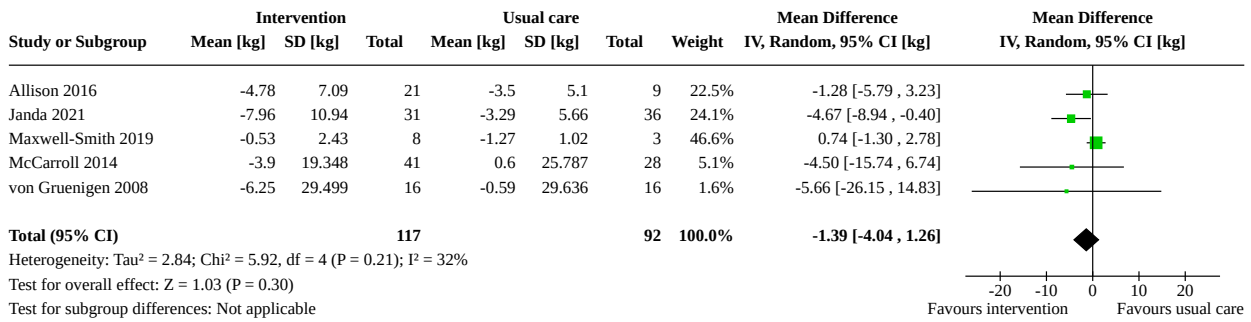 Intervention Usual care Mean Difference Mean Difference
Study or Subgroup Mean [kg] SD [kg] Total Mean [kg] SD [kg] Total Weight IV, Random, 95% CI [kg] IV, Random, 95% CI [kg]
Allison 2016 -4.78 7.09 21 -3.5 5.1 9 22.5% -1.28 [-5.79 , 3.23]
Janda 2021 -7.96 10.94 31 -3.29 5.66 36 24.1% -4.67 [-8.94 , -0.40]
Maxwell-Smith 2019 -0.53 2.43 8 -1.27 1.02 3 46.6% 0.74 [-1.30 , 2.78]
McCarroll 2014 -3.9 19.348 41 0.6 25.787 28 5.1% -4.50 [-15.74 , 6.74]
von Gruenigen 2008 -6.25 29.499 16 -0.59 29.636 16 1.6% -5.66 [-26.15 , 14.83]
Total (95% CI) 117 92 100.0% -1.39 [-4.04 , 1.26]
Heterogeneity: Tau² = 2.84; Chi² = 5.92, df = 4 (P = 0.21); I² = 32%
Test for overall effect: Z = 1.03 (P = 0.30) -20 -10 0 10 20
Test for subgroup differences: Not applicable Favours intervention Favours usual care